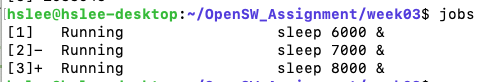 hslee@hslee-desktop:~/OpenSW_Assignment/week03$ jobs
[1]   Running                 sleep 6000 &
[2]-  Running                 sleep 7000 &
[3]+  Running                 sleep 8000 &